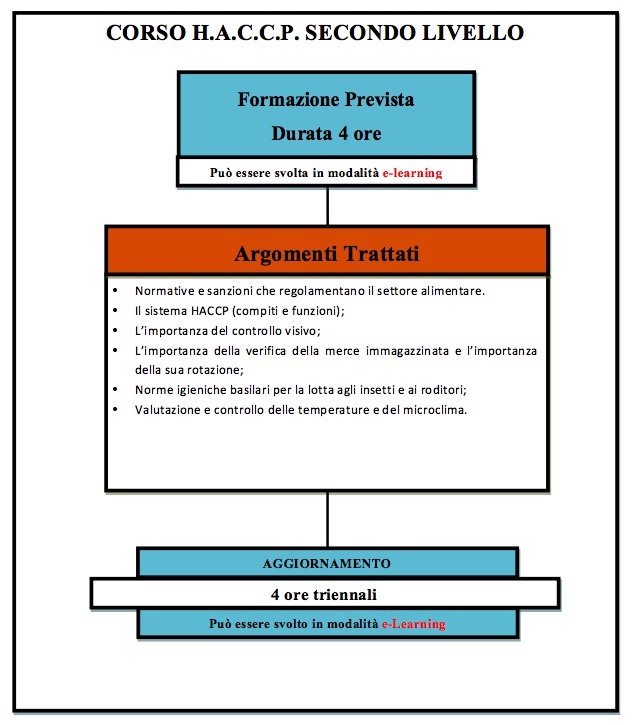 CORSO H.A.C.C.P. SECONDO LIVELLO
Formazione Prevista
Durata 4 ore
Può essere svolta in modalità e-learning
Argomenti Trattati
• Normative e sanzioni che regolamentano il settore alimentare.
• Il sistema HACCP (compiti e funzioni);
• L’importanza del controllo visivo;
• L’importanza della verifica della merce immagazzinata e l’importanza
della sua rotazione;
• Norme igieniche basilari per la lotta agli insetti e ai roditori;
• Valutazione e controllo delle temperature e del microclima.
AGGIORNAMENTO
4 ore triennali
Può essere svolto in modalità e-Learning